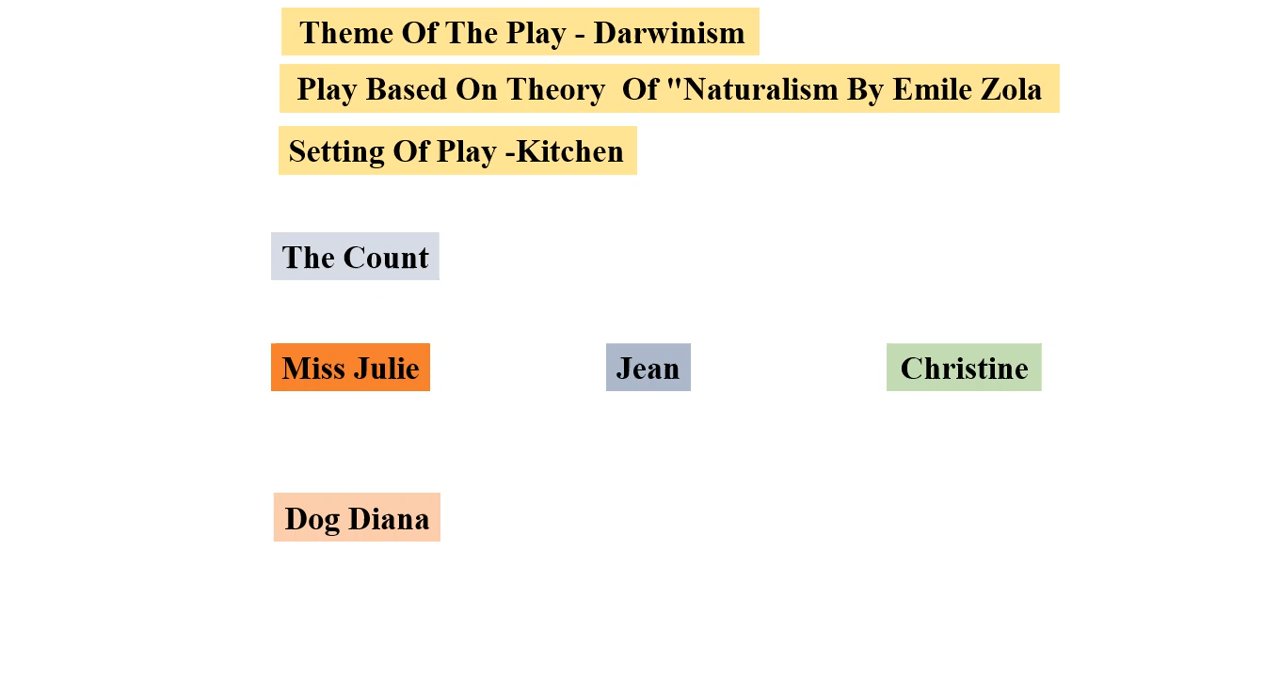 Theme Of The Play - Darwinism
Play Based On Theory  Of "Naturalism By Emile Zola
Setting Of Play -Kitchen
The Count
Miss Julie
Jean
Christine
Dog Diana